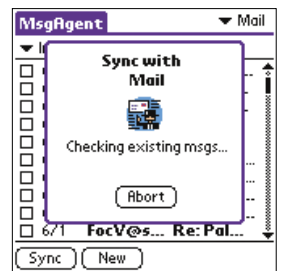 MsgAgent Mail
Sync with
Mail
Checking existing msgs...
Abort
6/1 FocV@s... Re: Pal...
Sync New